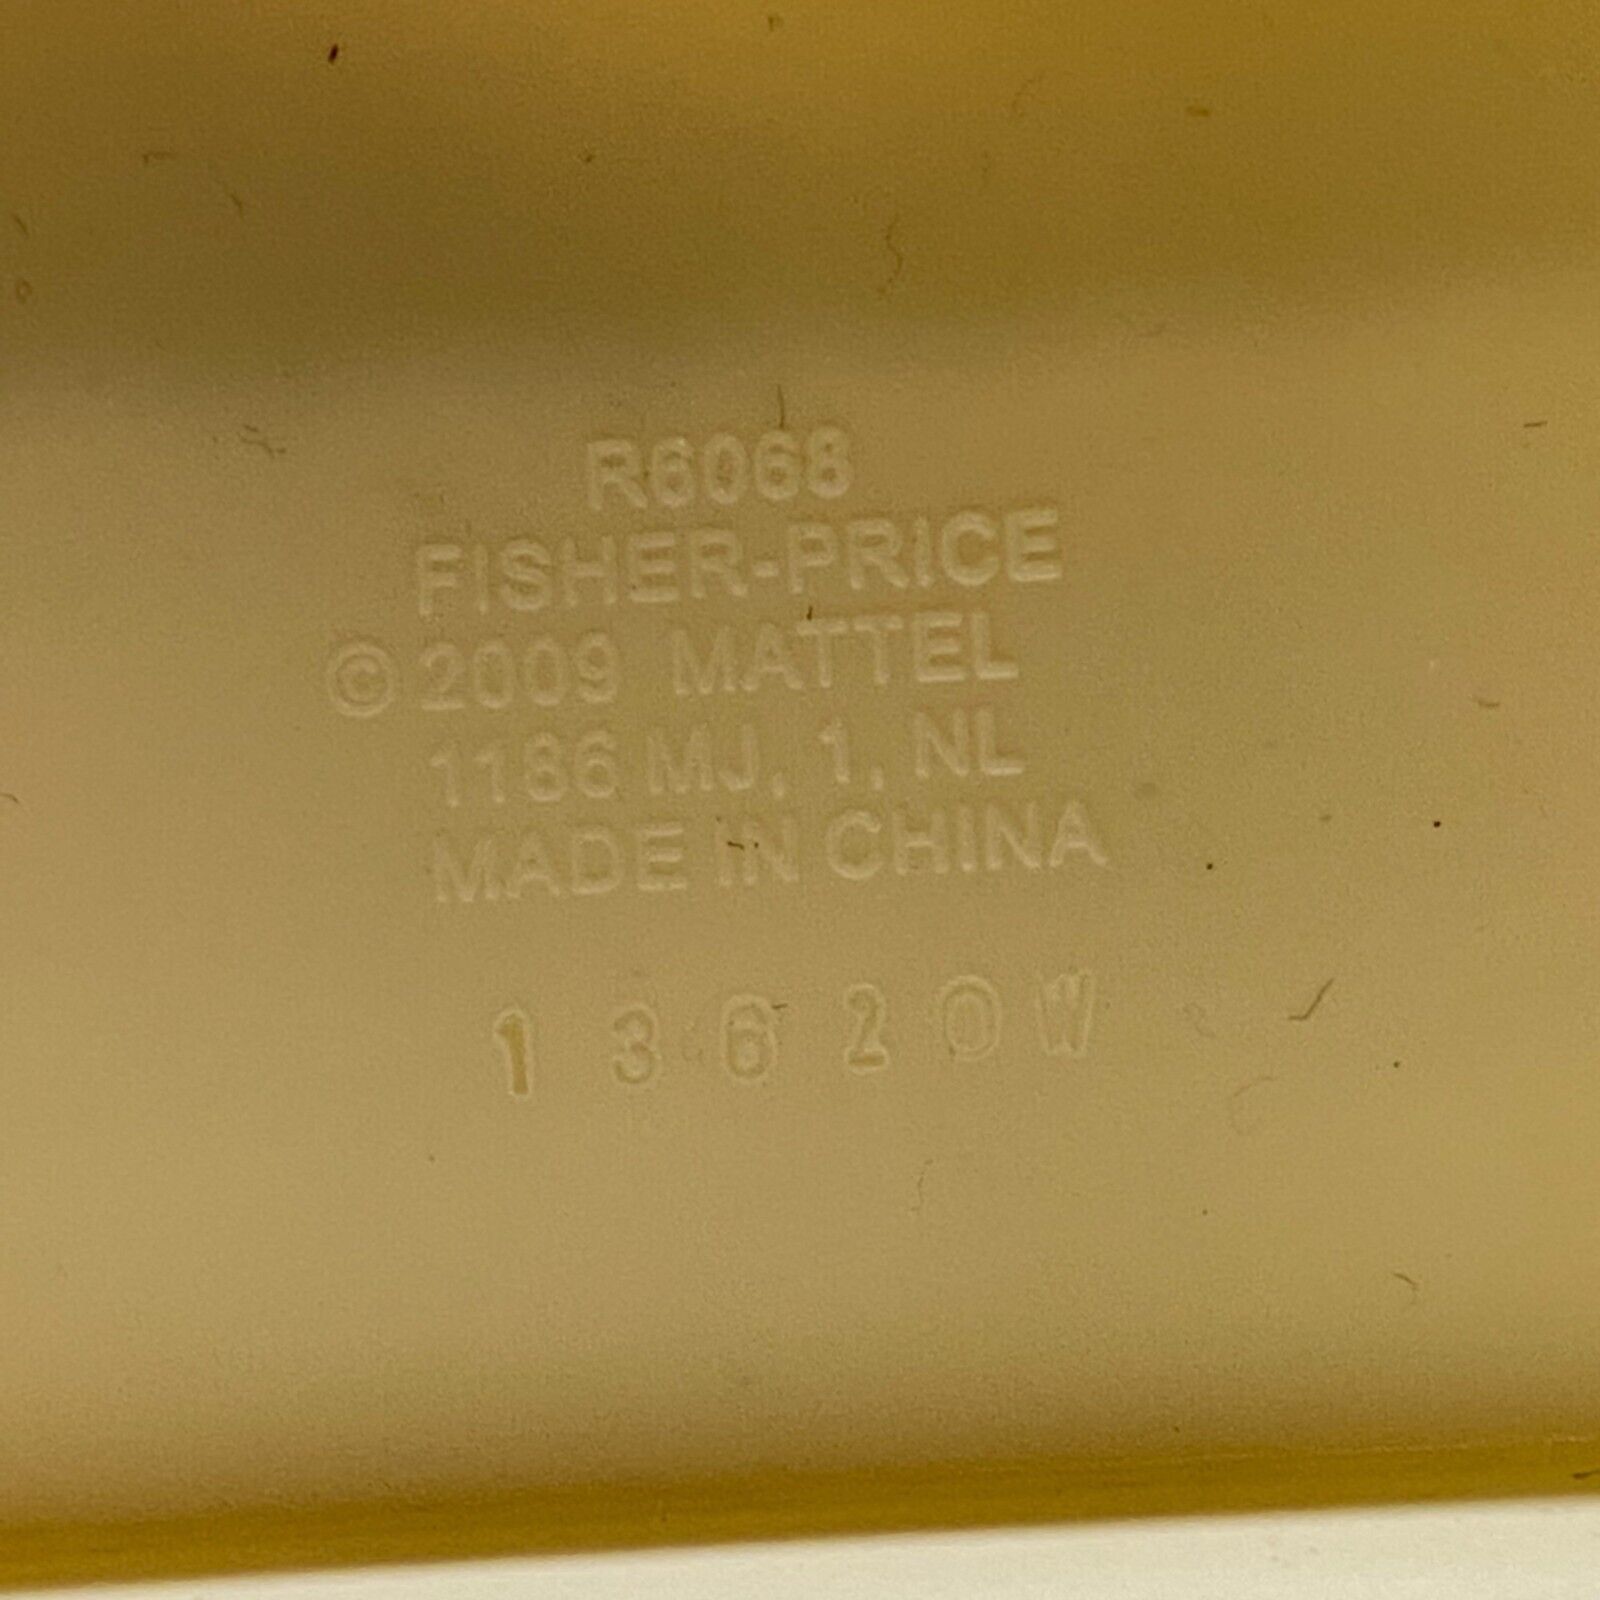 R6068
FISHER-PRICE
©2009 MATTEL
1186 MJ, 1, NL
MADE IN CHINA
1 3 6 2 0 W